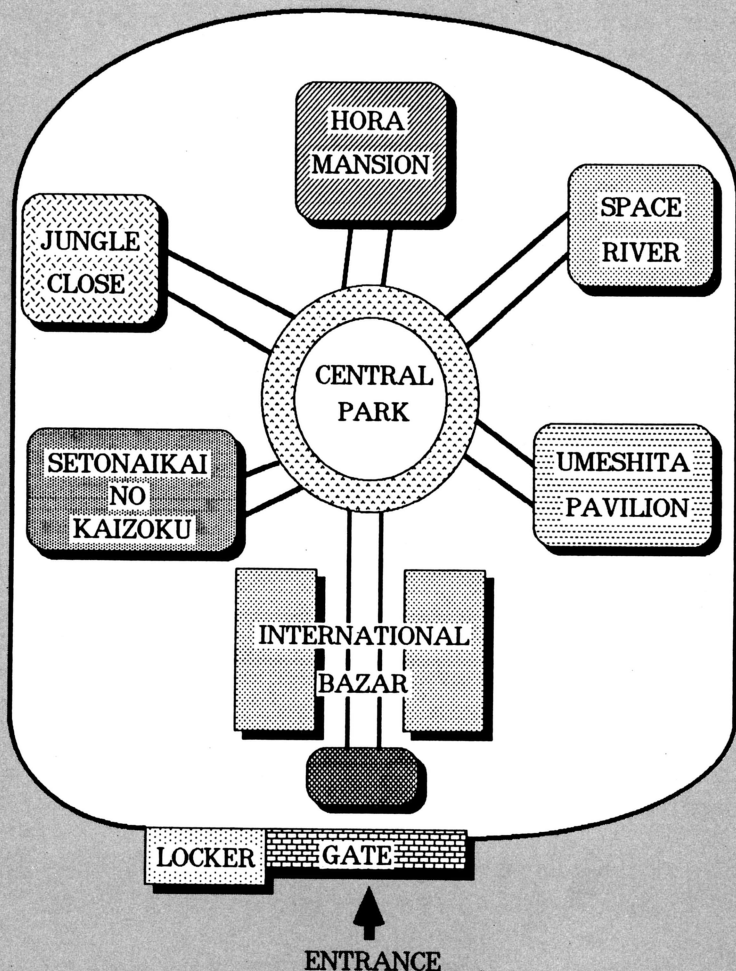 HORA
MANSION
SPACE
RIVER
JUNGLE
CLOSE
CENTRAL
PARK
SETONAIKAI
NO
KAIZOKU
UMESHITA
PAVILION
INTERNATIONAL
BAZAR
LOCKER
GATE
ENTRANCE